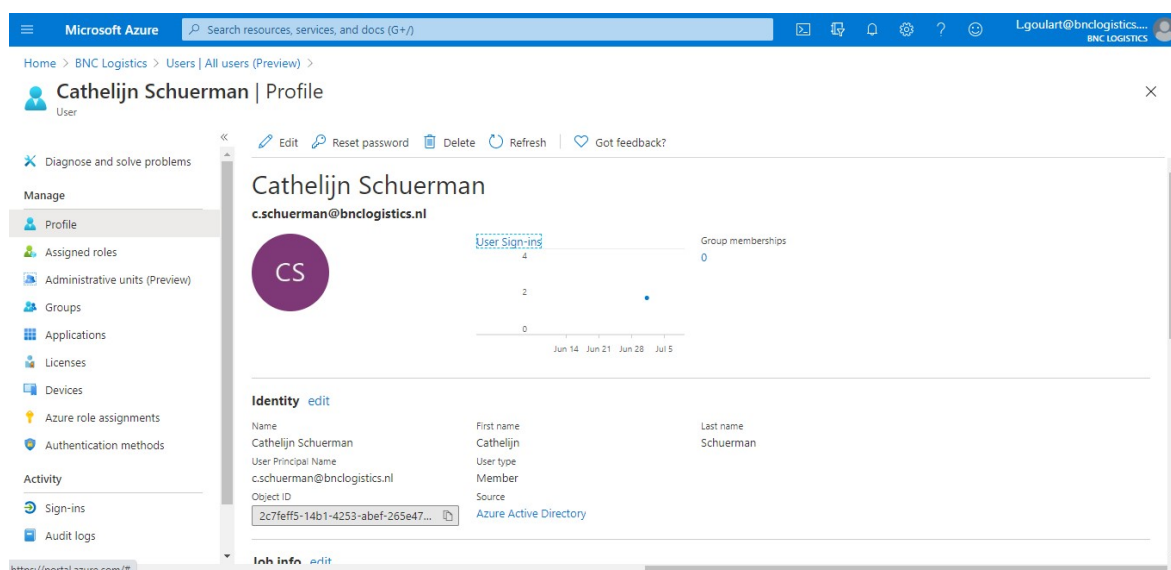 Microsoft Azure
Search resources, services, and docs (G+/)
L.goulart@bnclogistics....
BNC LOGISTICS
Home > BNC Logistics > Users | All users (Preview) >
Cathelijn Schuerman | Profile
User
Diagnose and solve problems
Manage
Profile
Assigned roles
Administrative units (Preview)
Groups
Applications
Licenses
Devices
Azure role assignments
Authentication methods
Activity
Sign-ins
Audit logs
https://portal.azure.com/#
Edit Reset password Delete Refresh Got feedback?
Cathelijn Schuerman
c.schuerman@bnclogistics.nl
CS
User Sign-ins
4
2
0
Jun 14 Jun 21 Jun 28 Jul 5
Group memberships
0
Identity edit
Name First name Last name
Cathelijn Schuerman Cathelijn Schuerman
User Principal Name User type
c.schuerman@bnclogistics.nl Member
Object ID Source
2c7feff5-14b1-4253-abef-265e47... Azure Active Directory
Job info edit